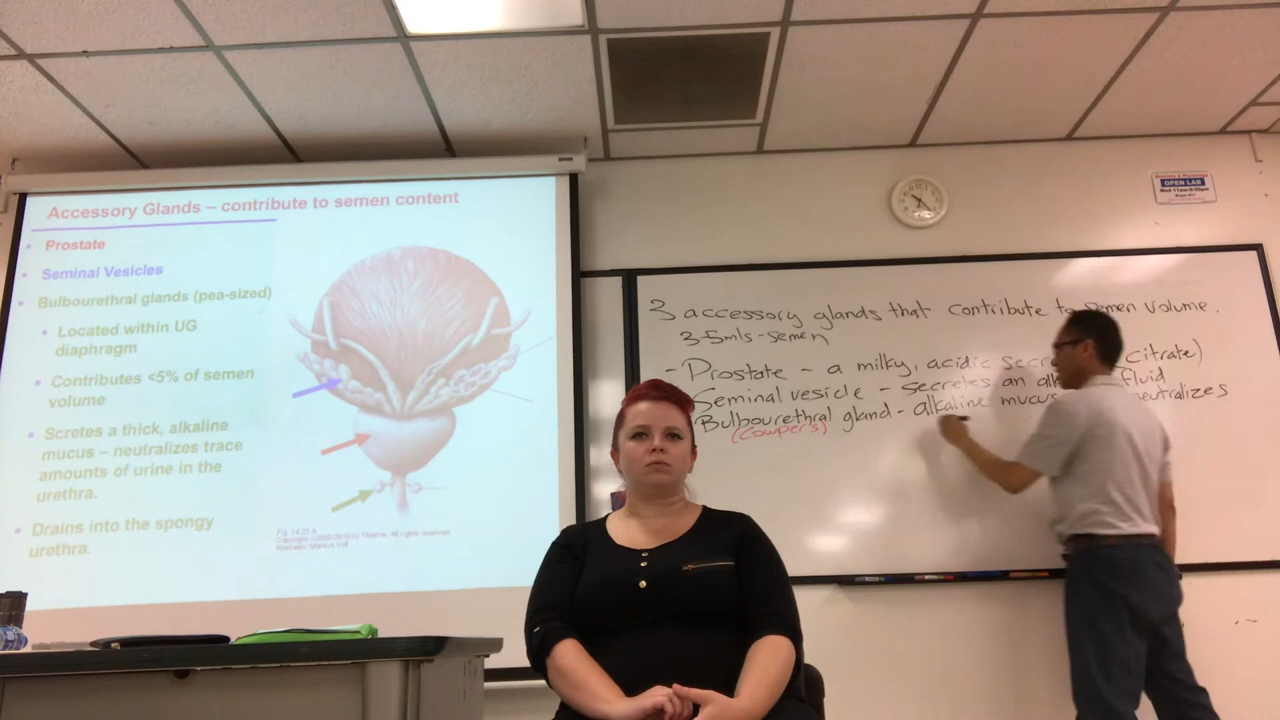 Accessory Glands – contribute to semen content
Prostate
Seminal Vesicles
Bulbourethral glands (pea-sized)
Located within UG
diaphragm
Contributes <5% of semen
volume
Scretes a thick, alkaline
mucus – neutralizes trace
amounts of urine in the
urethra.
Drains into the spongy
urethra.
OPEN LAB
3 accessory glands that contribute to semen volume.
3-5mls - semen
- Prostate - a milky, acidic citrate)
Seminal vesicle - secretes an fluid
Bulbourethral gland - alkaline mucus neutralizes
(Cowper's)